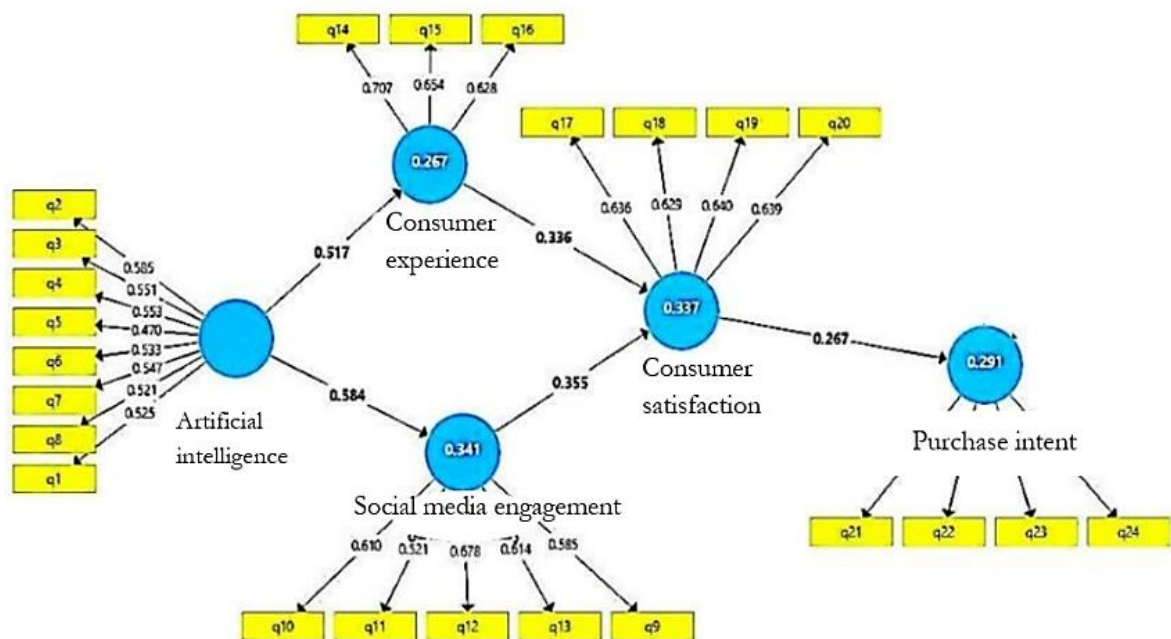 q14 q15 q16
0.707 0.654 0.628
q17 q18 q19 q20
0.267
Consumer
experience
0.636 0.629 0.640 0.639
q2
q3
q4
q5
q6
q7
q8
q1
0.585
0.551
0.553
0.470
0.533
0.547
0.521
0.525
0.517
0.336
Artificial
intelligence
0.584
0.337
Consumer
satisfaction
0.355
0.267
0.291
Purchase intent
0.341
Social media engagement
0.610 0.521 0.678 0.614 0.585
q21 q22 q23 q24
q10 q11 q12 q13 q9